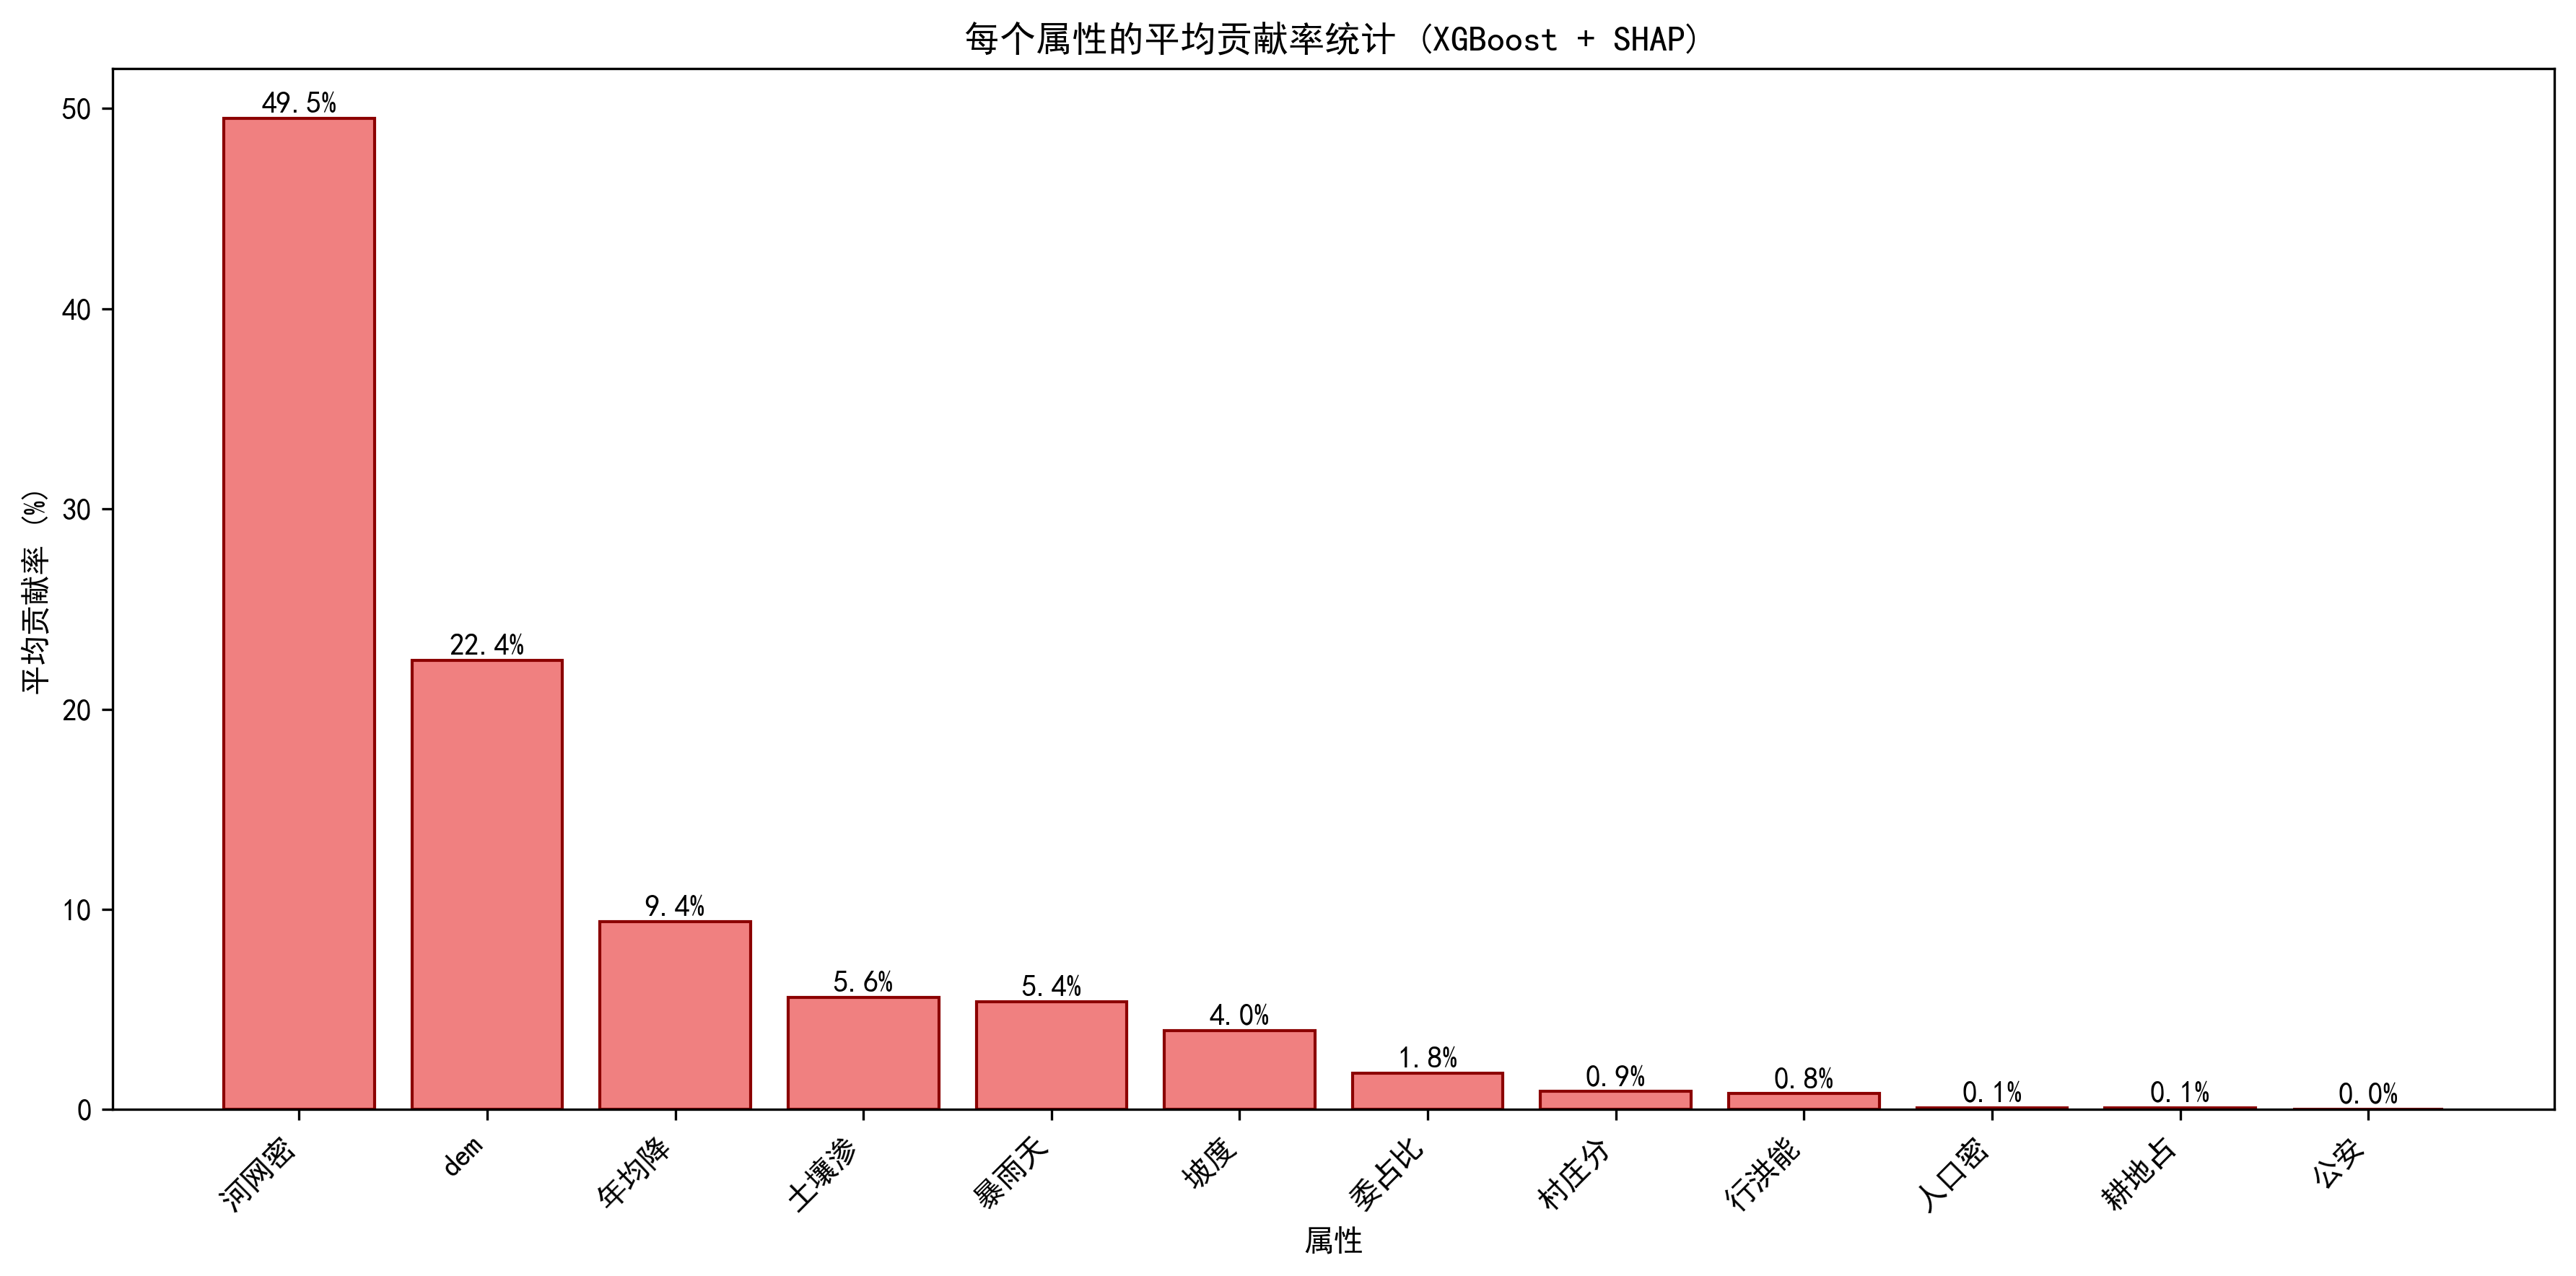 每个属性的平均贡献率统计 (XGBoost + SHAP)
平均贡献率 (%)
50
40
30
20
10
0
49.5%
22.4%
9.4%
5.6%
5.4%
4.0%
1.8%
0.9%
0.8%
0.1%
0.1%
0.0%
河网密
dem
年均降
土壤渗
暴雨天
坡度
委占比
村庄分
行洪能
人口密
耕地占
公安
属性